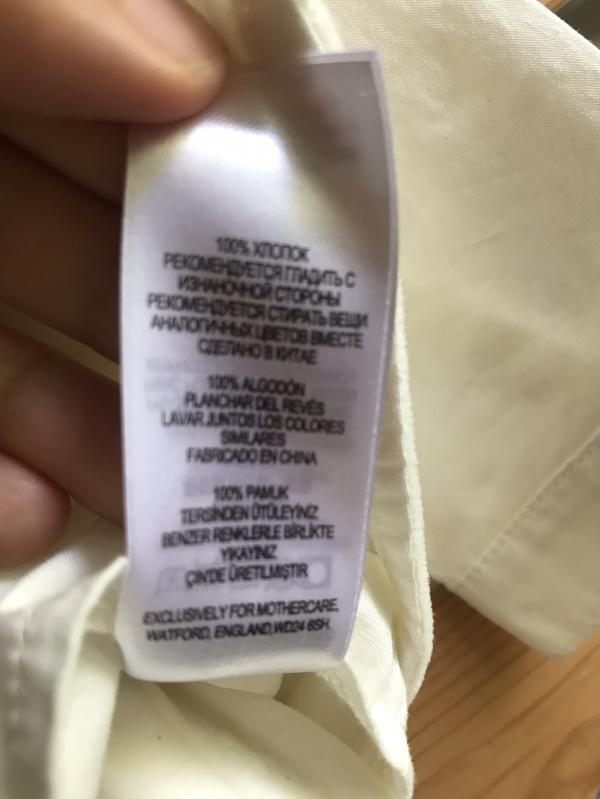 100% ХЛОПОК
РЕКОМЕНДУЕТСЯ ГЛАДИТЬ С
ИЗНАНОЧНОЙ СТОРОНЫ
РЕКОМЕНДУЕТСЯ СТИРАТЬ ВЕЩИ
АНАЛОГИЧНЫХ ЦВЕТОВ ВМЕСТЕ
СДЕЛАНО В КИТАЕ
100% ALGODÓN
PLANCHAR DEL REVÉS
LAVAR JUNTOS LOS COLORES
SIMILARES
FABRICADO EN CHINA
100% PAMUK
TERSİNDEN ÜTÜLEYİNİZ
BENZER RENKLERLE BİRLİKTE
YIKAYINIZ
ÇİN'DE ÜRETİLMİŞTİR
EXCLUSIVELY FOR MOTHERCARE,
WATFORD, ENGLAND, WD24 6SH.